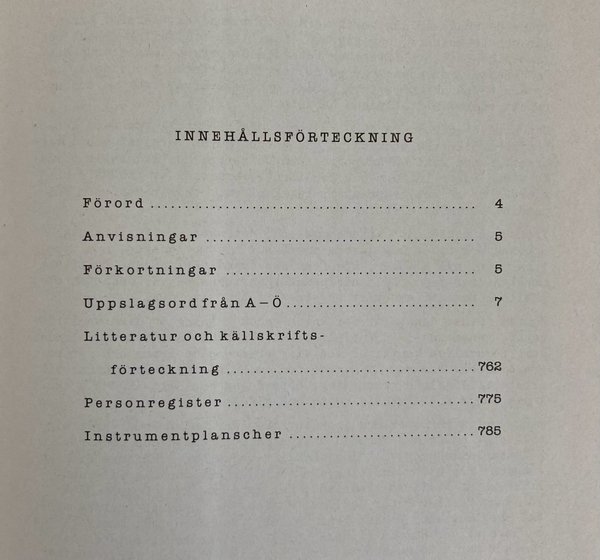 INNEHÅLLSFÖRTECKNING
Förord 4
Anvisningar 5
Förkortningar 5
Uppslagsord från A–Ö 7
Litteratur och källskrifts-
förteckning 762
Personregister 775
Instrumentplanscher 785